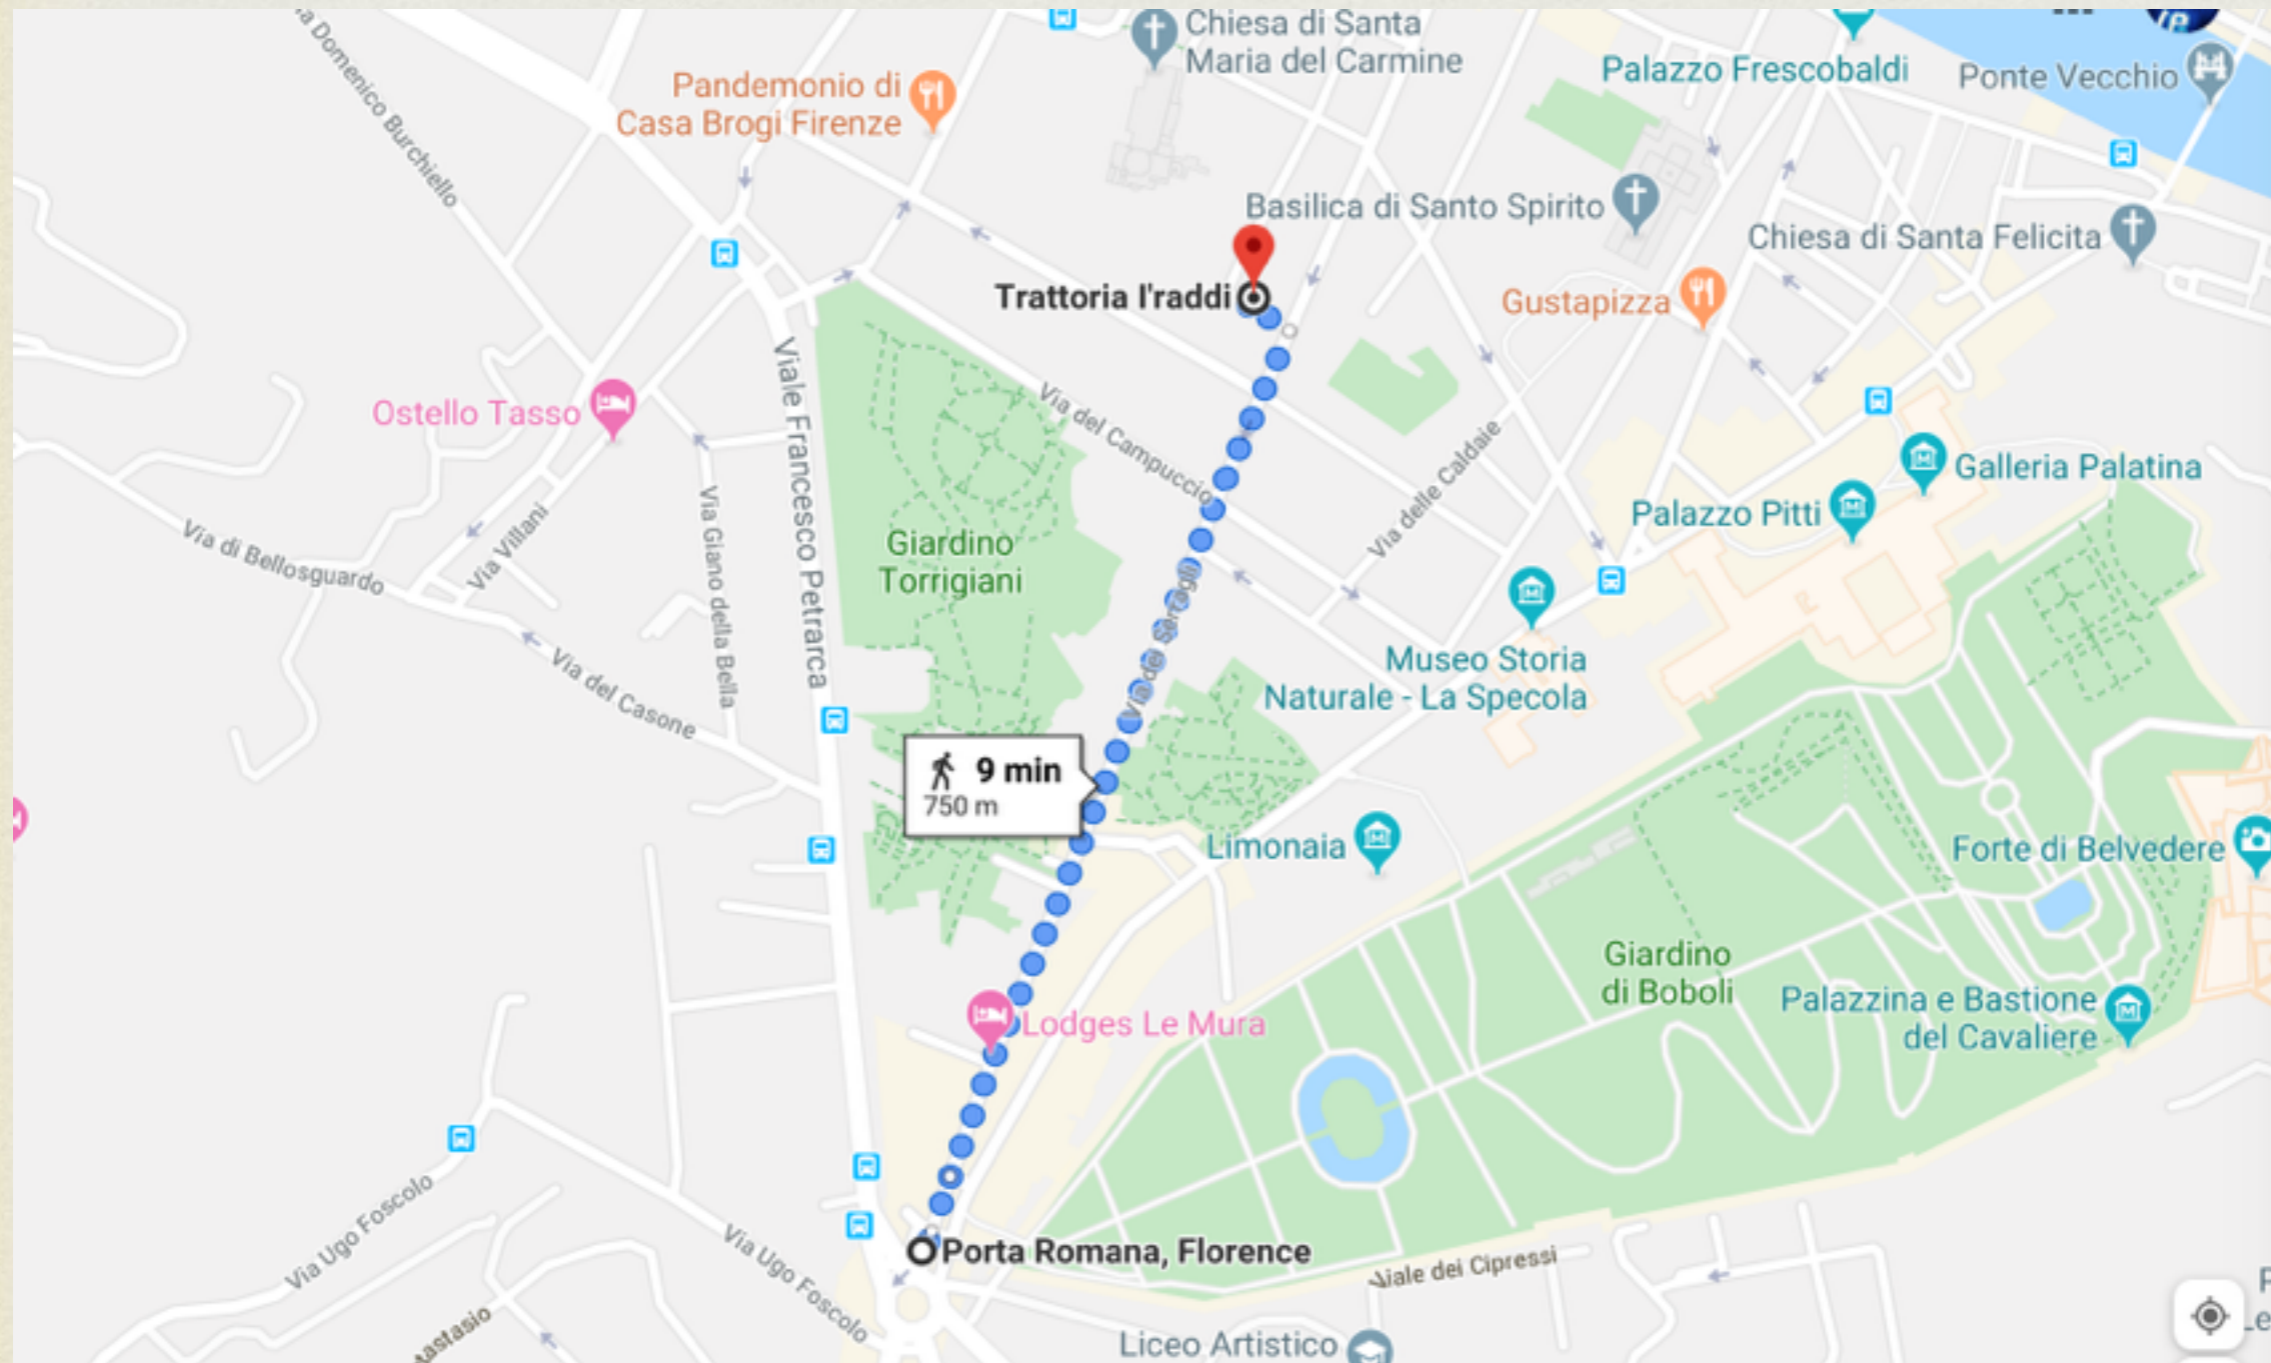 Chiesa di Santa
Maria del Carmine
Pandemonio di
Casa Brogi Firenze
Palazzo Frescobaldi
Ponte Vecchio
Domenico Burchiello
Basilica di Santo Spirito
Chiesa di Santa Felicita
Trattoria I'raddi
Gustapizza
Ostello Tasso
Viale Francesco Petrarca
Via del Campuccio
Via delle Caldaie
Galleria Palatina
Palazzo Pitti
Via di Bellosguardo
Via Villani
Via Giano della Bella
Giardino
Torrigiani
Via dei Serragli
Museo Storia
Naturale - La Specola
Via del Casone
9 min
750 m
Limonaia
Forte di Belvedere
Giardino
di Boboli
Palazzina e Bastione
del Cavaliere
Lodges Le Mura
Via Ugo Foscolo
Via Ugo Foscolo
Porta Romana, Florence
Viale dei Cipressi
Liceo Artistico